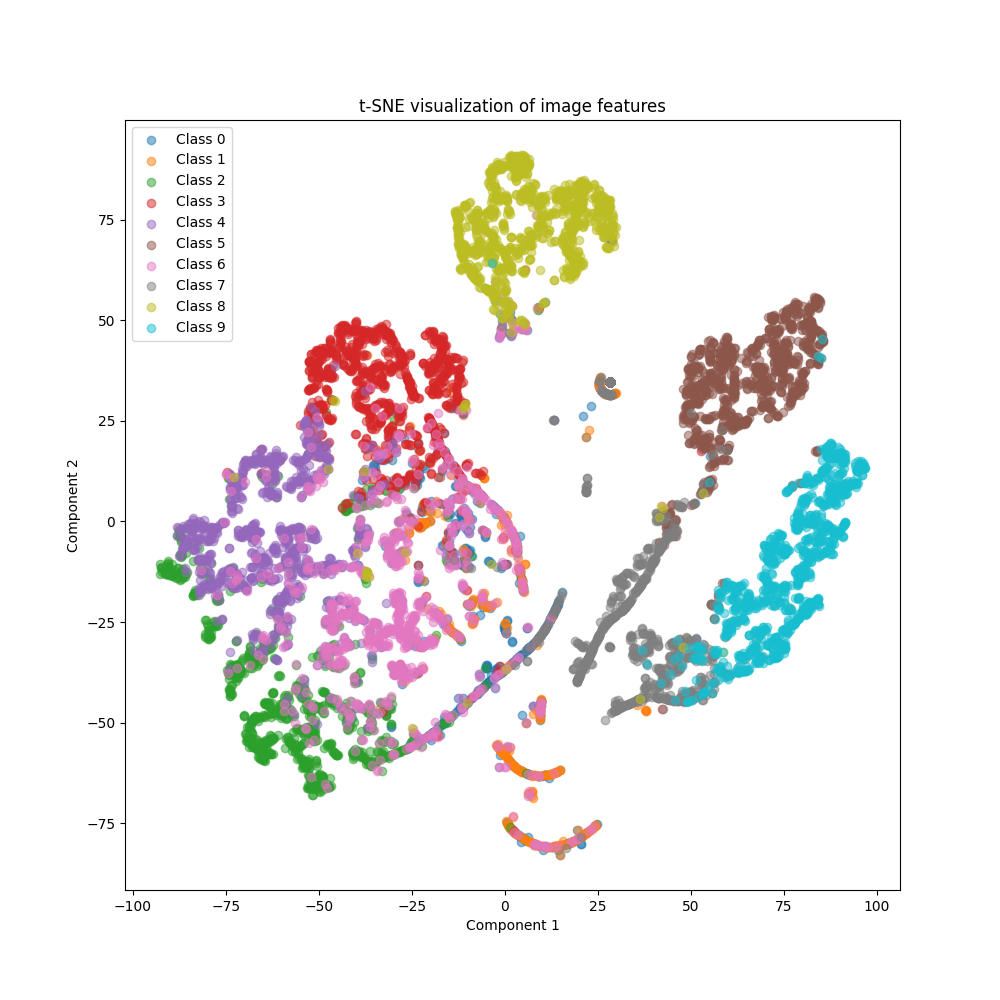 t-SNE visualization of image features
Class 0
Class 1
Class 2
Class 3
Class 4
Class 5
Class 6
Class 7
Class 8
Class 9
Component 2
75
50
25
0
−25
−50
−75
−100
−75
−50
−25
0
25
50
75
100
Component 1